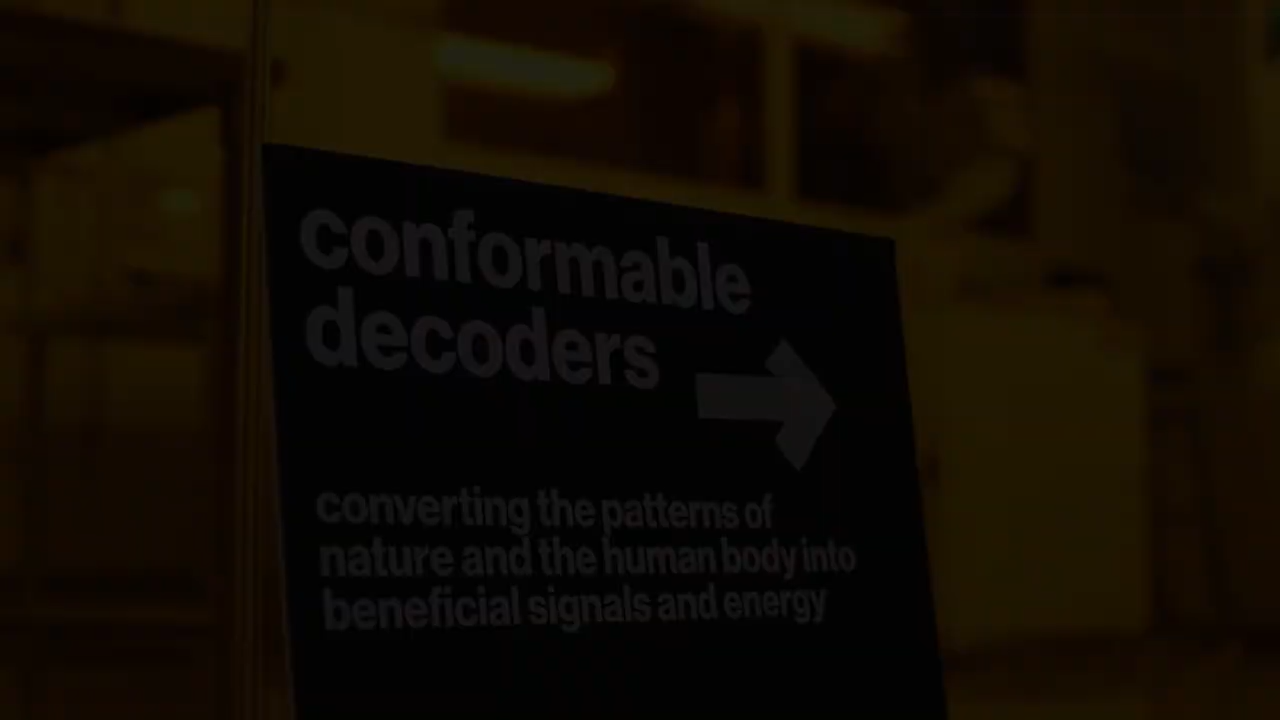 conformable
decoders
converting the patterns of
nature and the human body into
beneficial signals and energy